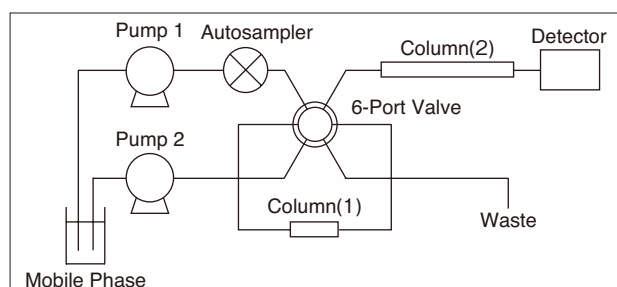 Pump 1
Autosampler
Detector
Column(2)
6-Port Valve
Pump 2
Column(1)
Waste
Mobile Phase